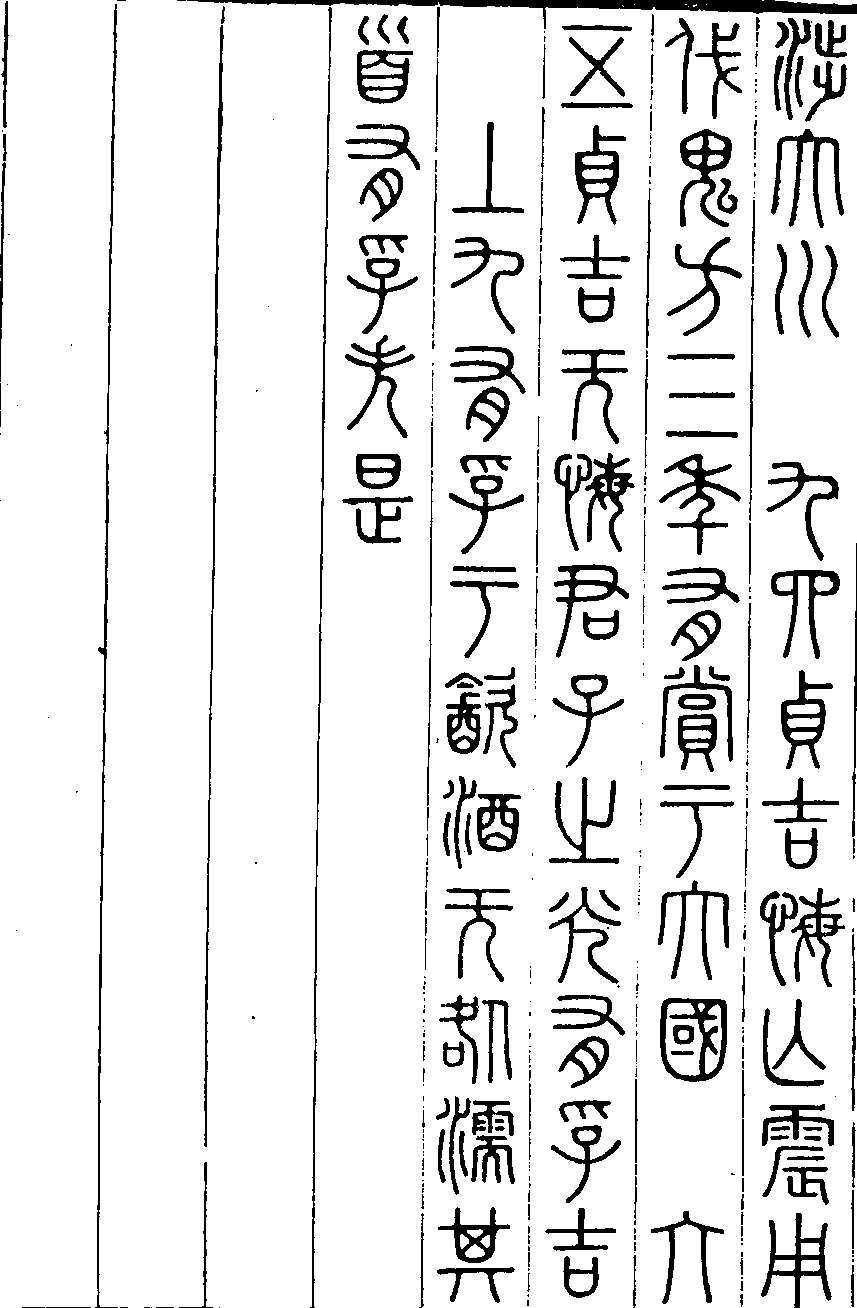 涉大川　九四貞吉悔亾震用
伐鬼方三年有賞于大國　六
五貞吉无悔君子之光有孚吉
上九有孚于㱃酒无咎濡其
首有孚失是